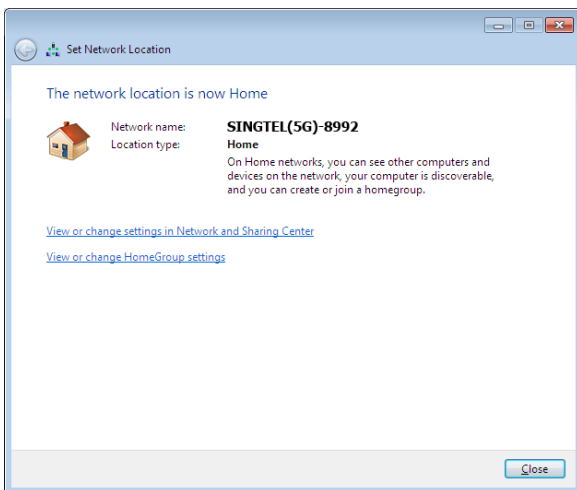 Set Network Location
The network location is now Home
Network name: SINGTEL(5G)-8992
Location type: Home
On Home networks, you can see other computers and
devices on the network, your computer is discoverable,
and you can create or join a homegroup.
View or change settings in Network and Sharing Center
View or change HomeGroup settings
Close